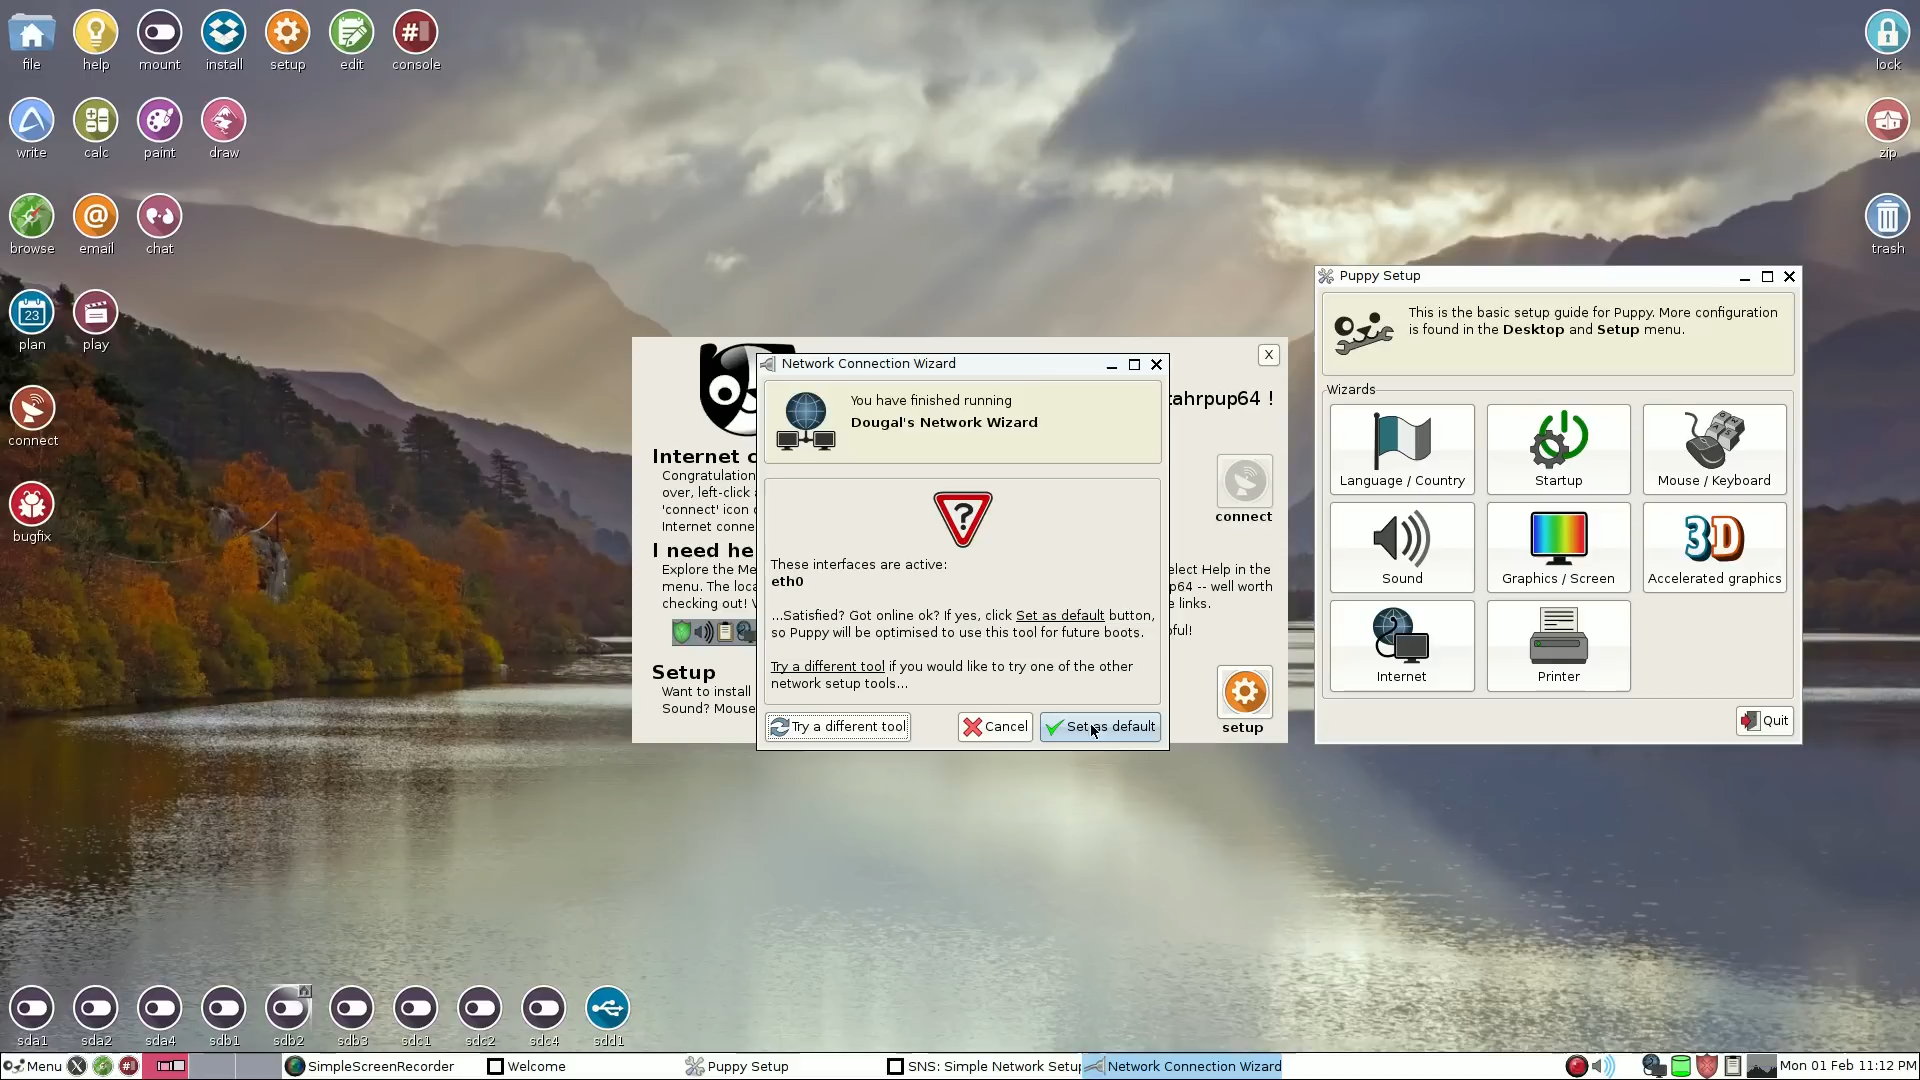 file
help
mount
install
setup
edit
console
lock
write
calc
paint
draw
zip
browse
email
chat
trash
23
plan
play
connect
bugfix
Puppy Setup
This is the basic setup guide for Puppy. More configuration
is found in the Desktop and Setup menu.
Wizards
Language / Country
Startup
Mouse / Keyboard
Sound
Graphics / Screen
3D
Accelerated graphics
Internet
Printer
Quit
X
tahrpup64 !
Internet c
Congratulation
over, left-click
'connect' icon
Internet conne
connect
I need he
Explore the Me
menu. The loca
checking out!
elect Help in the
p64 -- well worth
e links.
ful!
Setup
Want to install
Sound? Mouse
setup
Network Connection Wizard
You have finished running
Dougal's Network Wizard
?
These interfaces are active:
eth0
...Satisfied? Got online ok? If yes, click Set as default button,
so Puppy will be optimised to use this tool for future boots.
Try a different tool if you would like to try one of the other
network setup tools...
Try a different tool
Cancel
Set as default
sda1
sda2
sda4
sdb1
sdb2
sdb3
sdc1
sdc2
sdc4
sdd1
Menu
SimpleScreenRecorder
Welcome
Puppy Setup
SNS: Simple Network Setu
Network Connection Wizard
Mon 01 Feb 11:12 PM